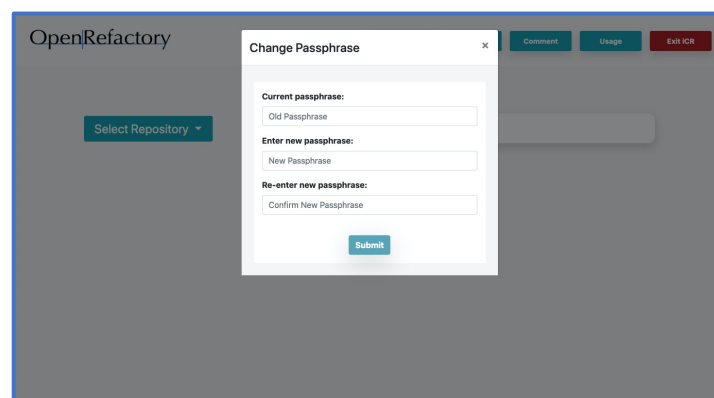 OpenRefactory
Change Passphrase
×
Comment
Usage
Exit ICR
Select Repository
Current passphrase:
Old Passphrase
Enter new passphrase:
New Passphrase
Re-enter new passphrase:
Confirm New Passphrase
Submit